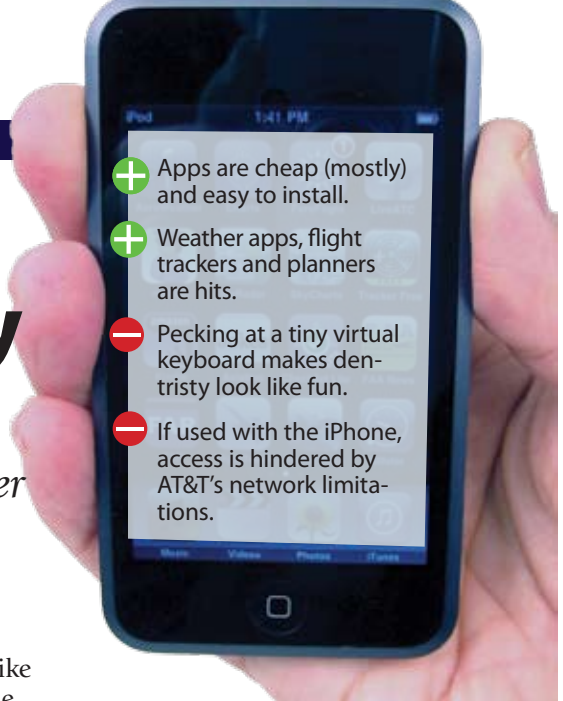 iPod 1:41 PM
Apps are cheap (mostly)
and easy to install.
Weather apps, flight
trackers and planners
are hits.
Pecking at a tiny virtual
keyboard makes den-
tristy look like fun.
If used with the iPhone,
access is hindered by
AT&T's network limita-
tions.
y
er
Music Videos Photos iTunes
ike
e